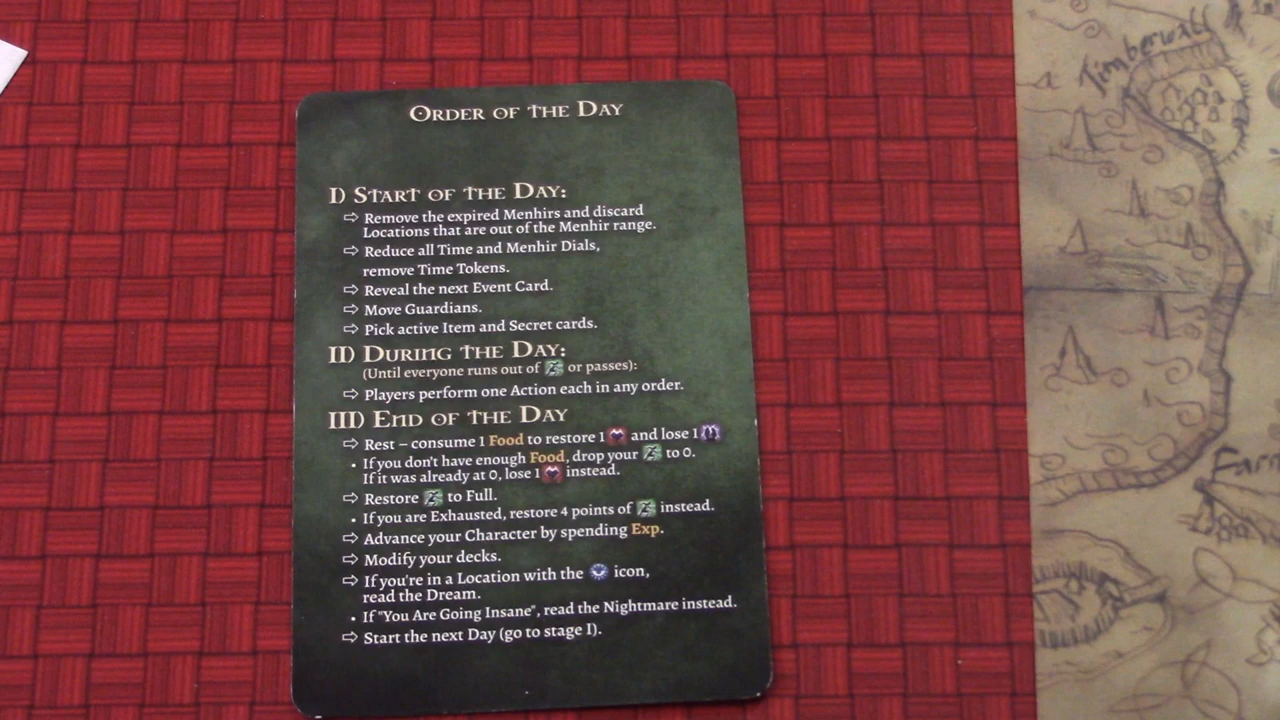 ORDER OF THE DAY
I) START OF THE DAY:
⇨ Remove the expired Menhirs and discard
Locations that are out of the Menhir range.
⇨ Reduce all Time and Menhir Dials,
remove Time Tokens.
⇨ Reveal the next Event Card.
⇨ Move Guardians.
⇨ Pick active Item and Secret cards.
II) DURING THE DAY:
(Until everyone runs out of or passes):
⇨ Players perform one Action each in any order.
III) END OF THE DAY
⇨ Rest – consume 1 Food to restore 1 and lose 1
• If you don't have enough Food, drop your to 0.
If it was already at 0, lose 1 instead.
⇨ Restore to Full.
• If you are Exhausted, restore 4 points of instead.
⇨ Advance your Character by spending Exp.
⇨ Modify your decks.
⇨ If you're in a Location with the icon,
read the Dream.
• If "You Are Going Insane", read the Nightmare instead.
⇨ Start the next Day (go to stage I).
Timberwall